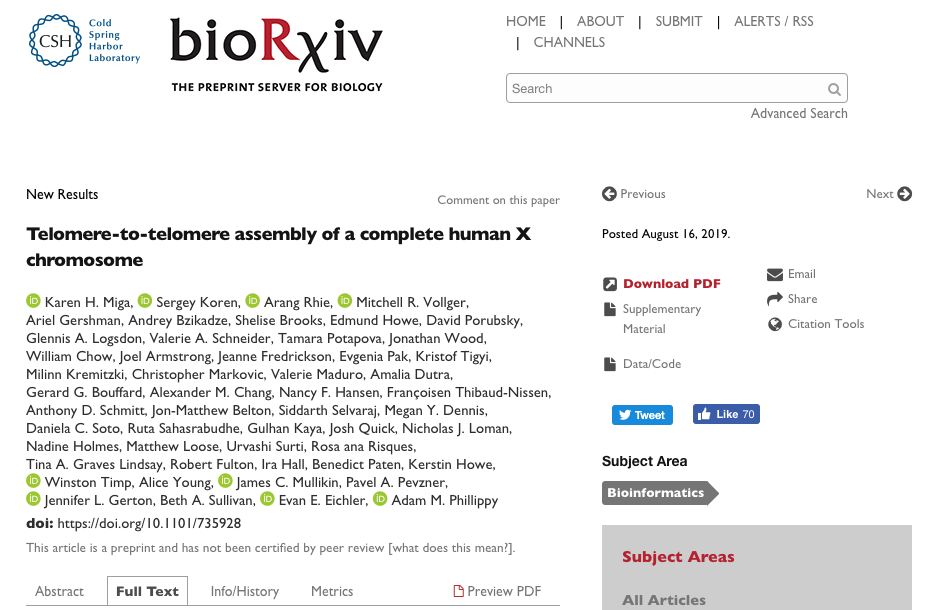 CSH
Cold
Spring
Harbor
Laboratory
bioRχiv
THE PREPRINT SERVER FOR BIOLOGY
HOME | ABOUT | SUBMIT | ALERTS / RSS
| CHANNELS
Search
Advanced Search
New Results
Comment on this paper
Telomere-to-telomere assembly of a complete human X
chromosome
iD Karen H. Miga, iD Sergey Koren, iD Arang Rhie, iD Mitchell R. Vollger,
Ariel Gershman, Andrey Bzikadze, Shelise Brooks, Edmund Howe, David Porubsky,
Glennis A. Logsdon, Valerie A. Schneider, Tamara Potapova, Jonathan Wood,
William Chow, Joel Armstrong, Jeanne Fredrickson, Evgenia Pak, Kristof Tigyi,
Milinn Kremitzki, Christopher Markovic, Valerie Maduro, Amalia Dutra,
Gerard G. Bouffard, Alexander M. Chang, Nancy F. Hansen, Françoisen Thibaud-Nissen,
Anthony D. Schmitt, Jon-Matthew Belton, Siddarth Selvaraj, Megan Y. Dennis,
Daniela C. Soto, Ruta Sahasrabudhe, Gulhan Kaya, Josh Quick, Nicholas J. Loman,
Nadine Holmes, Matthew Loose, Urvashi Surti, Rosa ana Risques,
Tina A. Graves Lindsay, Robert Fulton, Ira Hall, Benedict Paten, Kerstin Howe,
iD Winston Timp, Alice Young, iD James C. Mullikin, Pavel A. Pevzner,
iD Jennifer L. Gerton, Beth A. Sullivan, iD Evan E. Eichler, iD Adam M. Phillippy
doi: https://doi.org/10.1101/735928
This article is a preprint and has not been certified by peer review [what does this mean?].
Abstract
Full Text
Info/History
Metrics
Preview PDF
Previous
Next
Posted August 16, 2019.
Download PDF
Supplementary
Material
Data/Code
Email
Share
Citation Tools
Tweet
Like 70
Subject Area
Bioinformatics
Subject Areas
All Articles